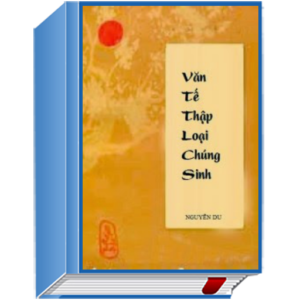 Văn
Tế
Thập
Loại
Chúng
Sinh
NGUYỄN DU